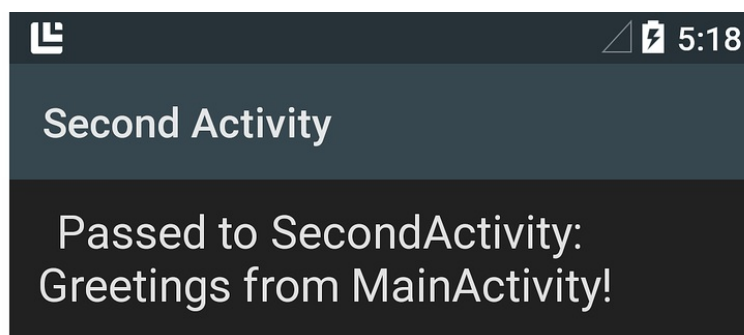 5:18
Second Activity
Passed to SecondActivity:
Greetings from MainActivity!